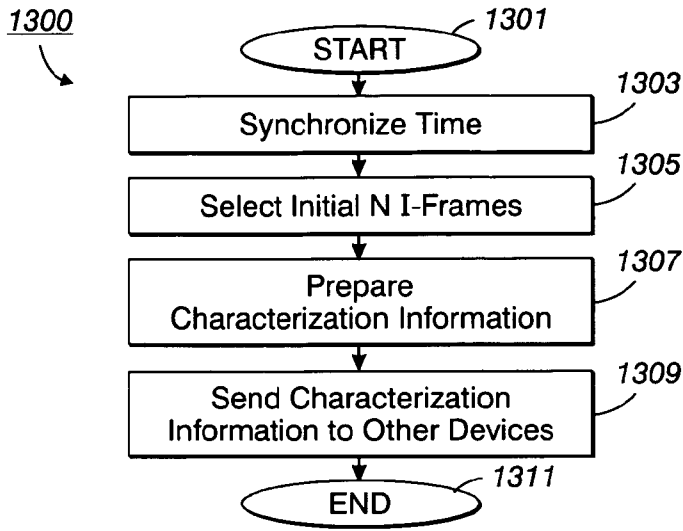 1300
START
1301
Synchronize Time
1303
Select Initial N I-Frames
1305
Prepare
Characterization Information
1307
Send Characterization
Information to Other Devices
1309
END
1311